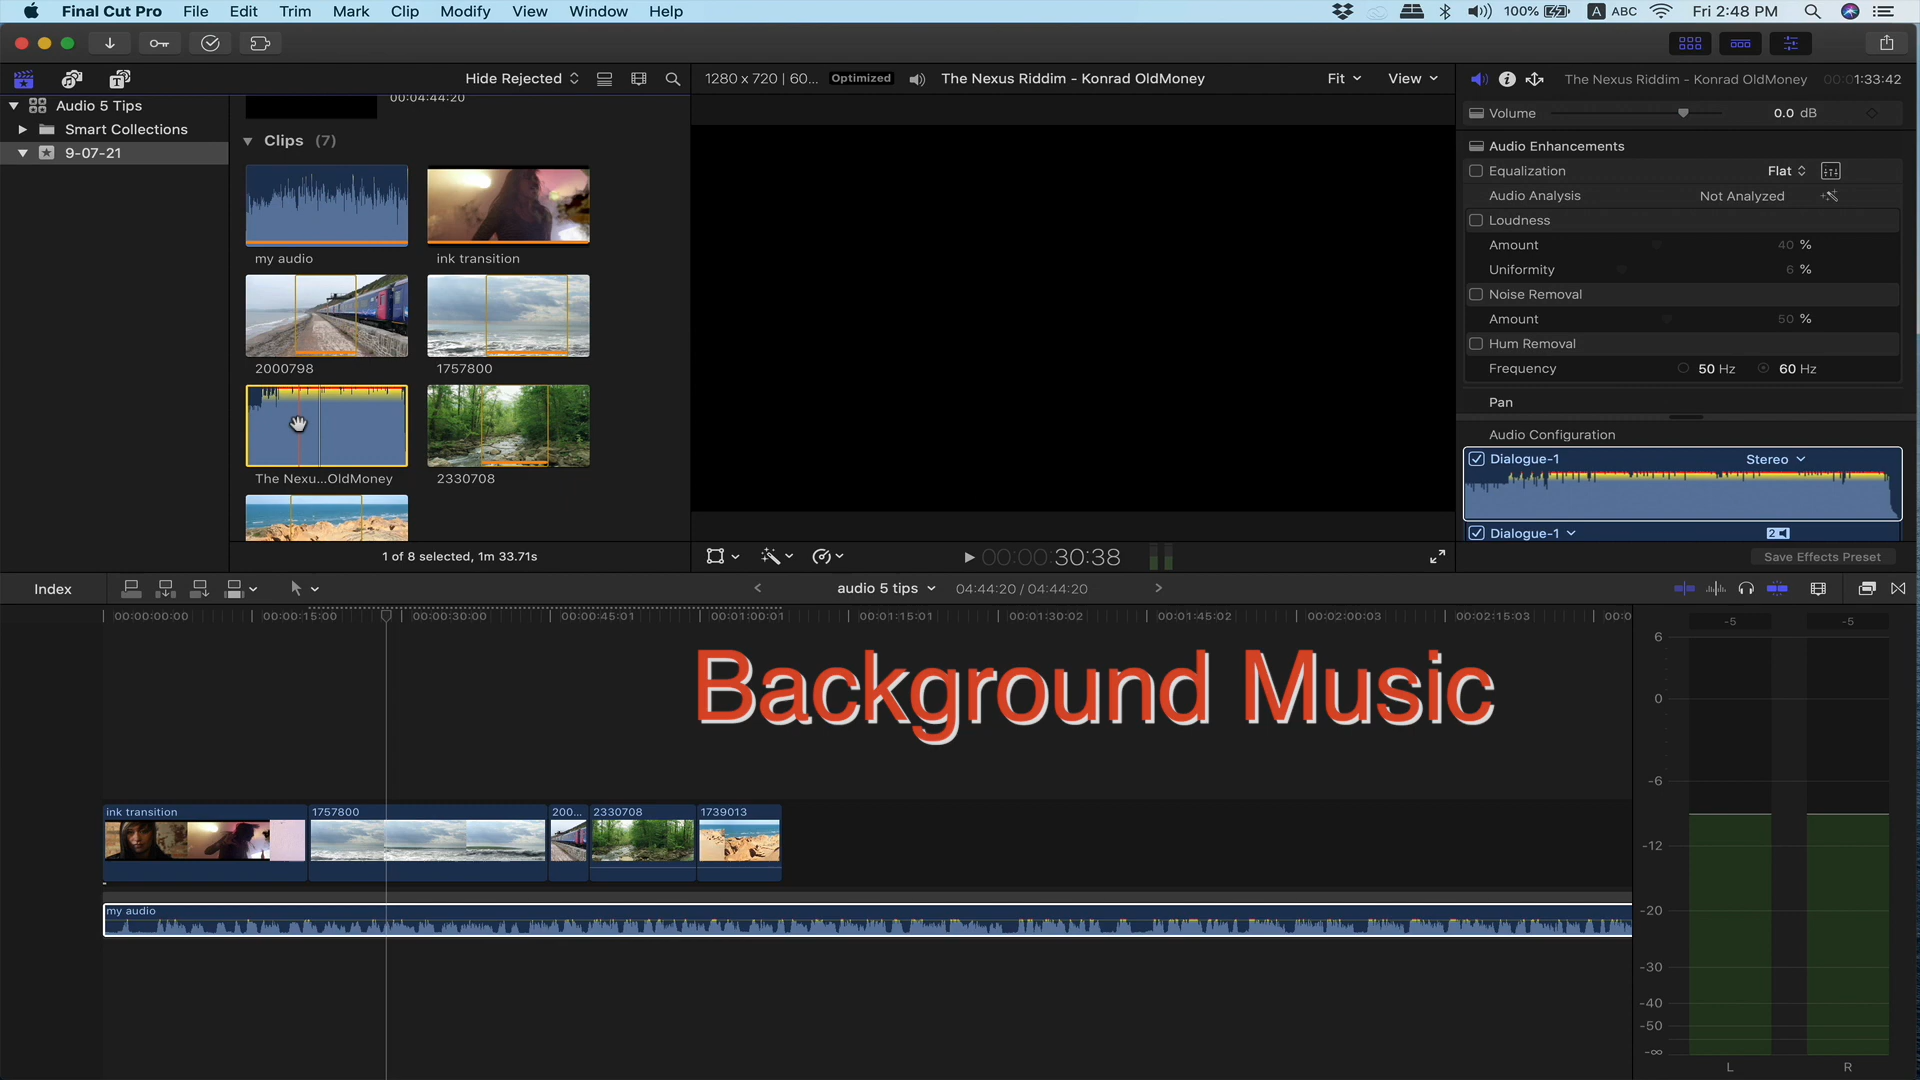 Final Cut Pro File Edit Trim Mark Clip Modify View Window Help 100% A ABC Fri 2:48 PM
Hide Rejected 1280 x 720 | 60... Optimized The Nexus Riddim - Konrad OldMoney Fit View The Nexus Riddim - Konrad OldMoney 00:01:33:42
Audio 5 Tips
Smart Collections
9-07-21
00:04:44:20
Clips (7)
my audio ink transition
2000798 1757800
The Nexu...OldMoney 2330708
1 of 8 selected, 1m 33.71s
00:00:00:30:38
Volume 0.0 dB
Audio Enhancements
Equalization Flat
Audio Analysis Not Analyzed
Loudness
Amount 40 %
Uniformity 6 %
Noise Removal
Amount 50 %
Hum Removal
Frequency 50 Hz 60 Hz
Pan
Audio Configuration
Dialogue-1 Stereo
Dialogue-1 2
Save Effects Preset
Index audio 5 tips 04:44:20 / 04:44:20
00:00:00:00 00:00:15:00 00:00:30:00 00:00:45:01 00:01:00:01 00:01:15:01 00:01:30:02 00:01:45:02 00:02:00:03 00:02:15:03 00:0
Background Music
ink transition 1757800 200... 2330708 1739013
my audio
-5 -5
6
0
-6
-12
-20
-30
-40
-50
-∞
L R